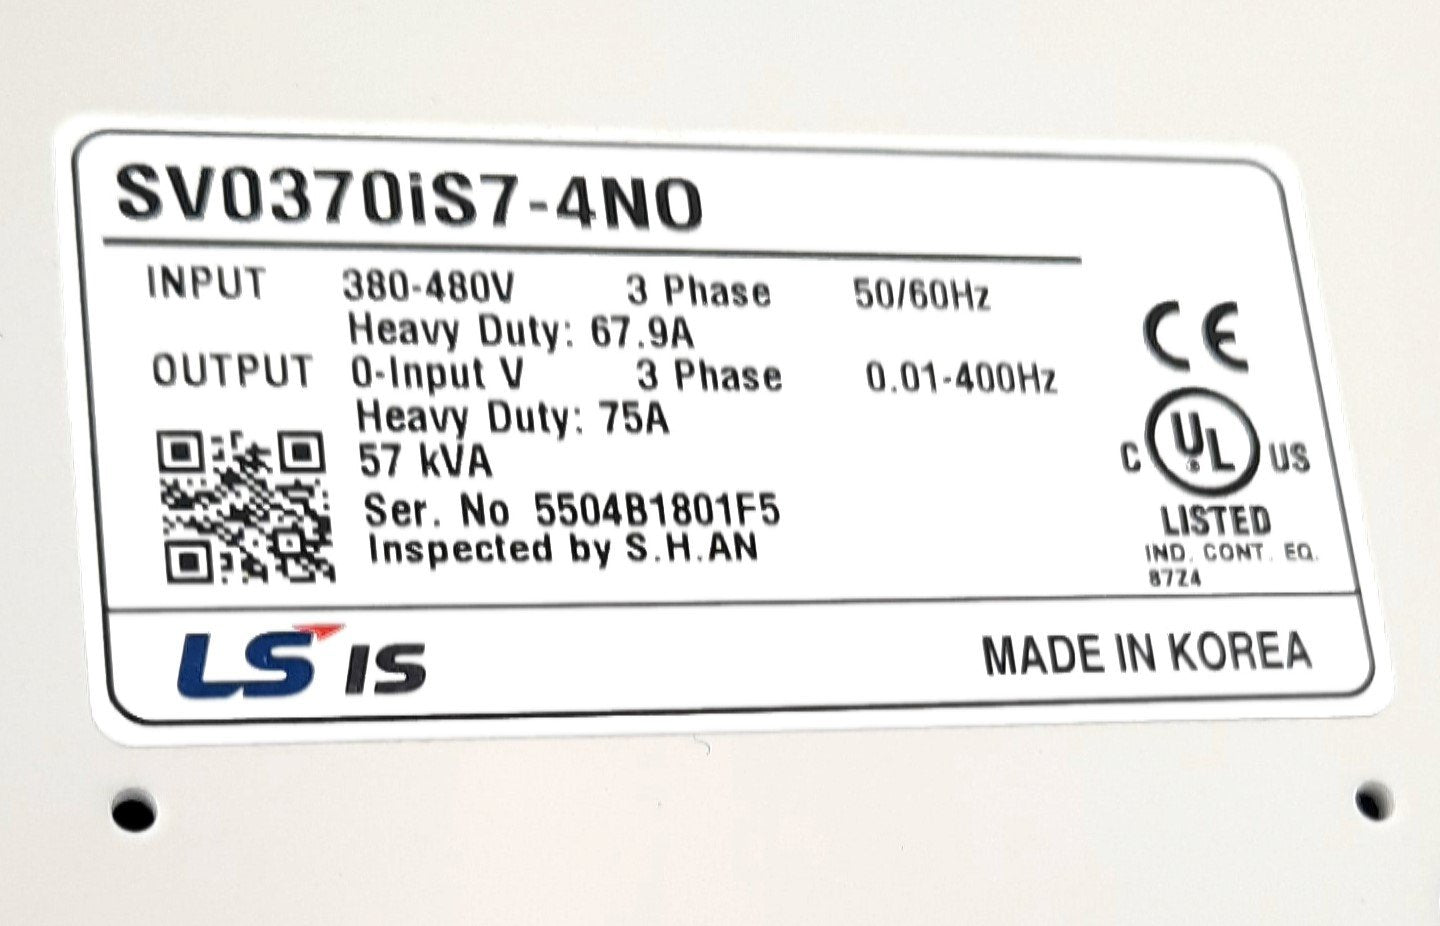 SV0370iS7-4NO
INPUT 380-480V 3 Phase 50/60Hz
Heavy Duty: 67.9A
OUTPUT 0-Input V 3 Phase 0.01-400Hz
Heavy Duty: 75A
57 kVA
Ser. No 5504B1801F5
Inspected by S.H.AN
CE
C UL US
LISTED
IND. CONT. EQ.
87Z4
LS IS
MADE IN KOREA